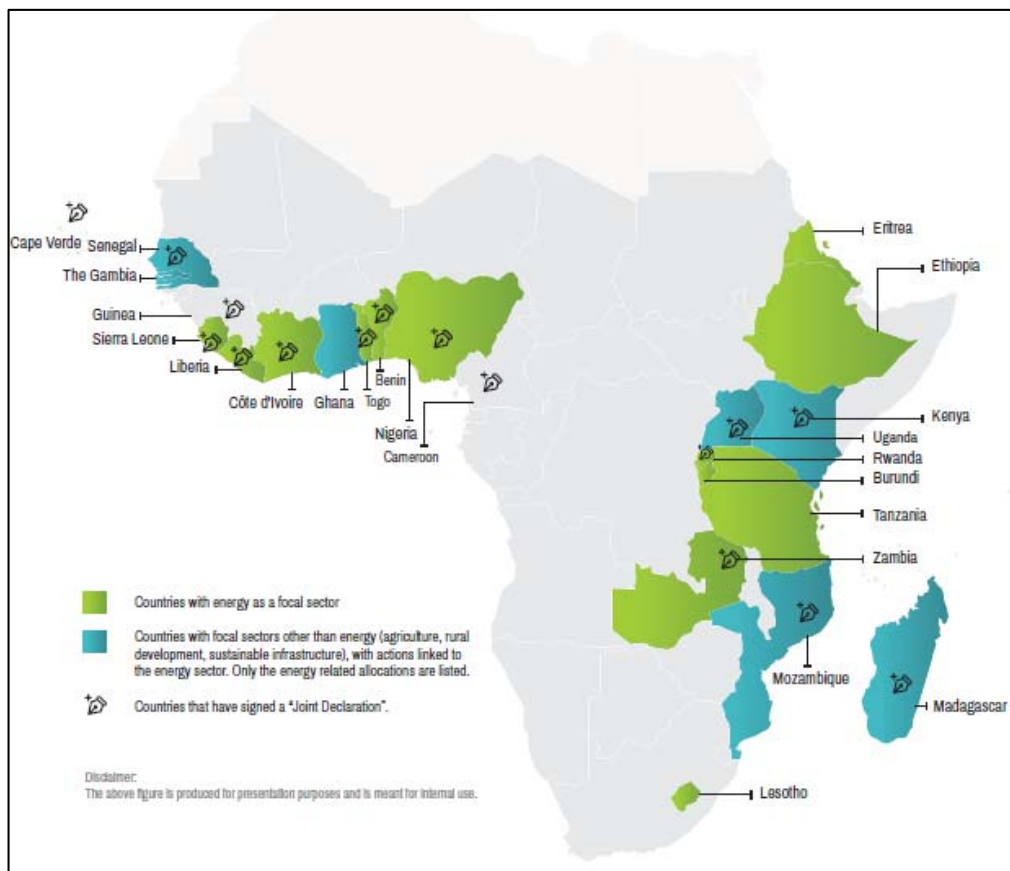 Cape Verde
Senegal
The Gambia
Guinea
Sierra Leone
Liberia
Côte d'Ivoire
Ghana
Togo
Benin
Nigeria
Cameroon
Eritrea
Ethiopia
Kenya
Uganda
Rwanda
Burundi
Tanzania
Zambia
Mozambique
Madagascar
Lesotho
Countries with energy as a focal sector
Countries with focal sectors other than energy (agriculture, rural
development, sustainable infrastructure), with actions linked to
the energy sector. Only the energy related allocations are listed.
Countries that have signed a “Joint Declaration”.
Disclaimer:
The above figure is produced for presentation purposes and is meant for internal use.